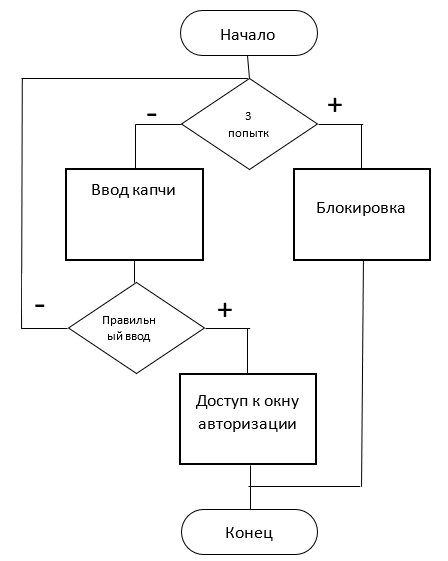 Начало
3
попытк
-
+
Ввод капчи
Блокировка
-
Правильн
ый ввод
+
Доступ к окну
авторизации
Конец